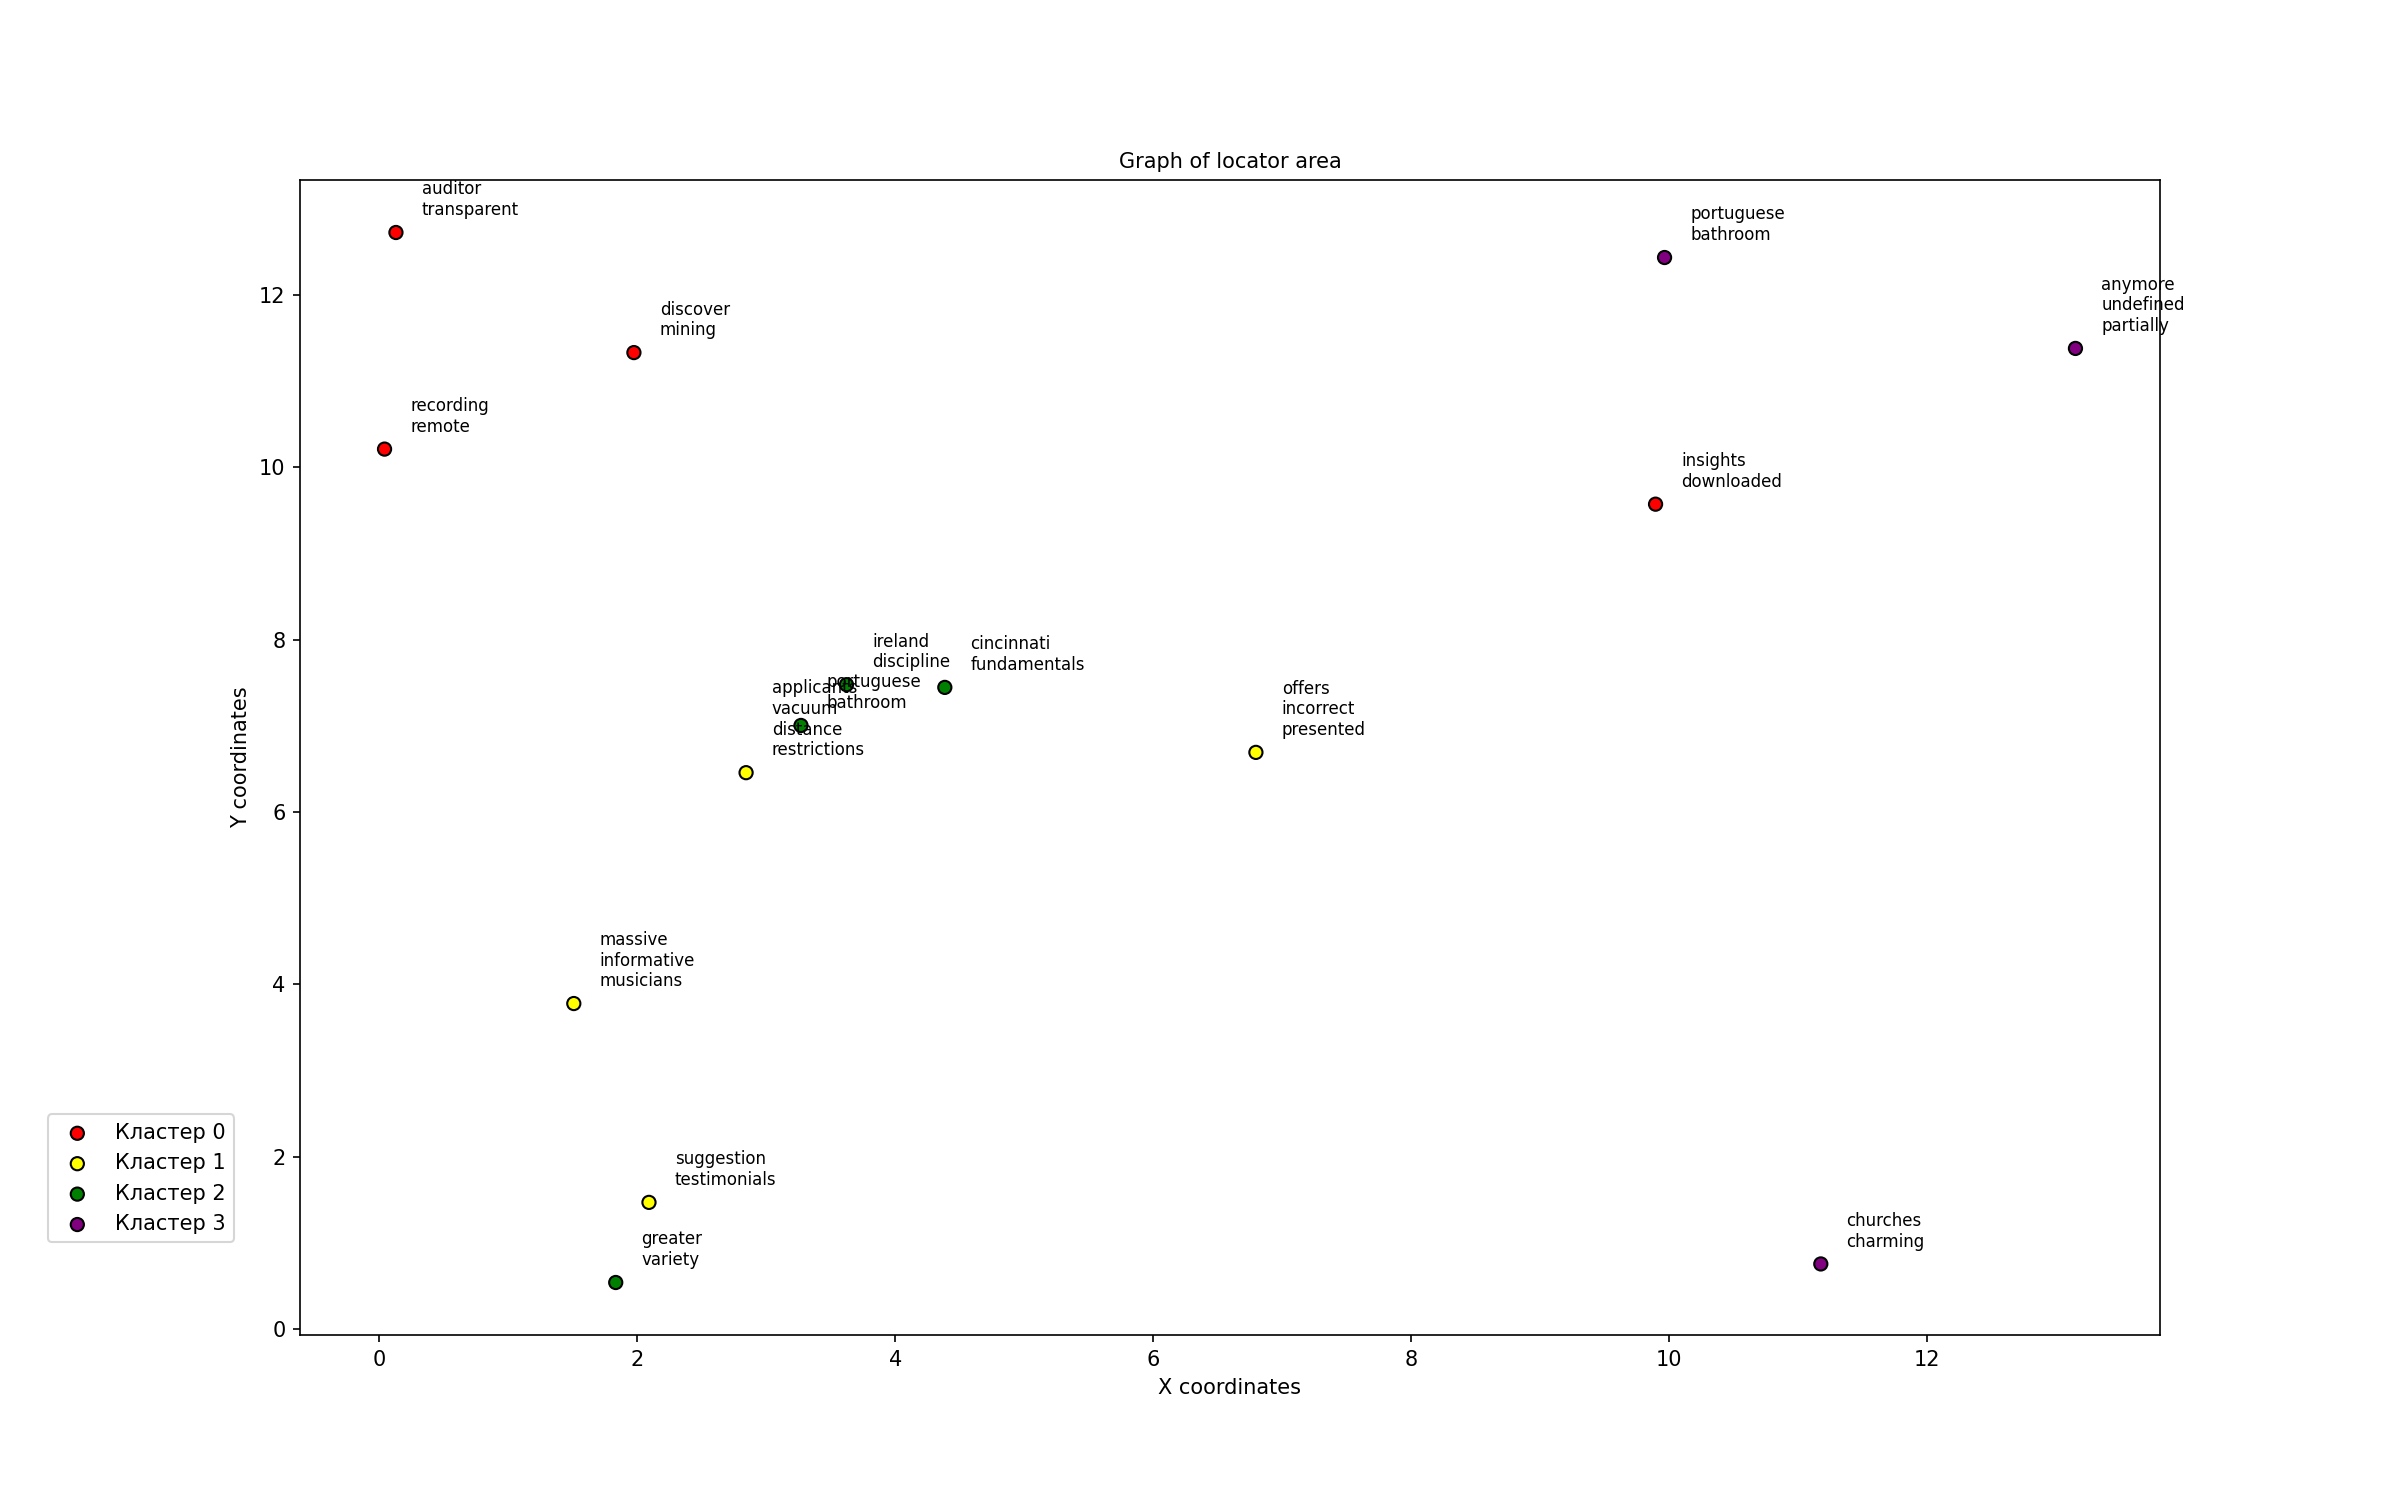 Graph of locator area
auditor
transparent
portuguese
bathroom
anymore
undefined
partially
discover
mining
recording
remote
insights
downloaded
ireland
discipline
cincinnati
fundamentals
portuguese
bathroom
applicants
vacuum
distance
restrictions
offers
incorrect
presented
massive
informative
musicians
suggestion
testimonials
greater
variety
churches
charming
12
10
8
6
4
2
0
Y coordinates
0 2 4 6 8 10 12
X coordinates
Кластер 0
Кластер 1
Кластер 2
Кластер 3